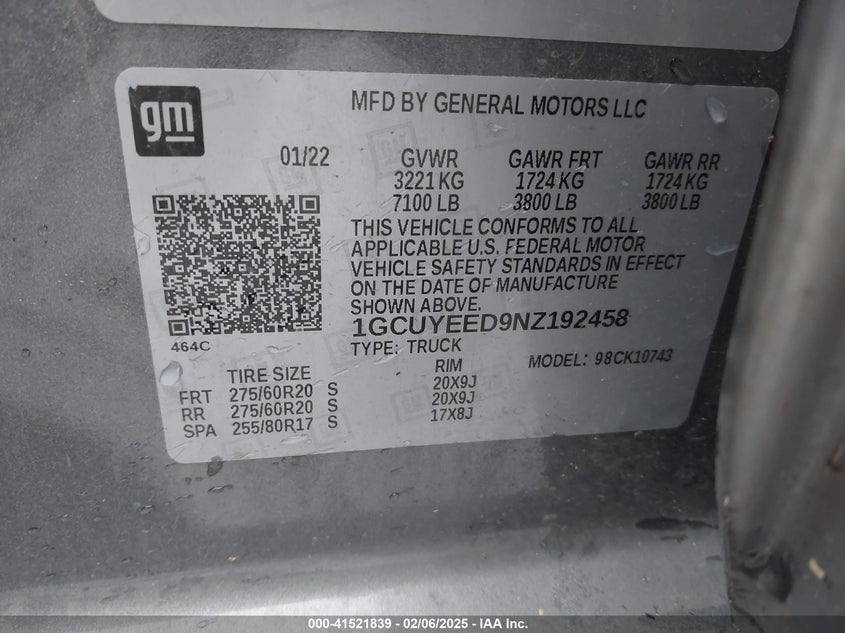 gm
MFD BY GENERAL MOTORS LLC
01/22 GVWR GAWR FRT GAWR RR
3221 KG 1724 KG 1724 KG
7100 LB 3800 LB 3800 LB
THIS VEHICLE CONFORMS TO ALL
APPLICABLE U.S. FEDERAL MOTOR
VEHICLE SAFETY STANDARDS IN EFFECT
ON THE DATE OF MANUFACTURE
SHOWN ABOVE.
1GCUYEED9NZ192458
464C
TYPE: TRUCK
MODEL: 98CK10743
TIRE SIZE RIM
FRT 275/60R20 S 20X9J
RR 275/60R20 S 20X9J
SPA 255/80R17 S 17X8J
000-41521839 - 02/06/2025 - IAA Inc.